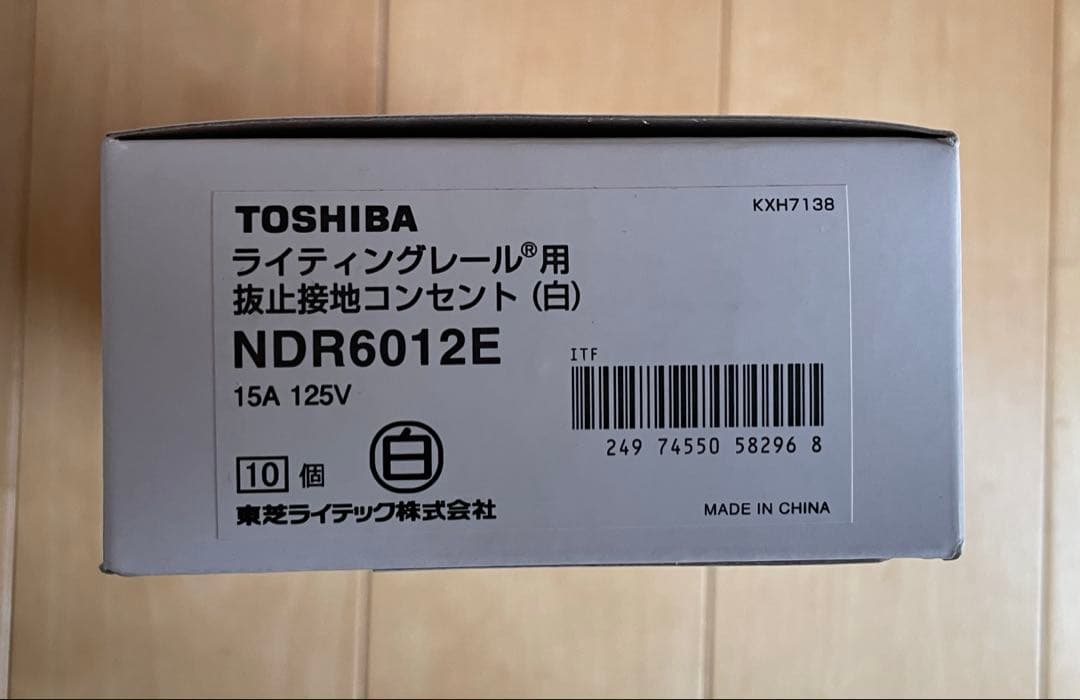 TOSHIBA
KXH7138
ライティングレール®用
抜止接地コンセント(白)
NDR6012E
15A 125V
ITF
249 74550 58296 8
10 個
白
東芝ライテック株式会社
MADE IN CHINA